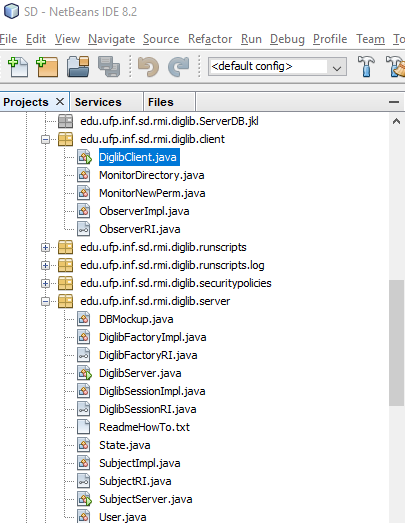 SD - NetBeans IDE 8.2
File Edit View Navigate Source Refactor Run Debug Profile Team To
<default config>
Projects Services Files
edu.ufp.inf.sd.rmi.diglib.ServerDB.jkl
edu.ufp.inf.sd.rmi.diglib.client
DiglibClient.java
MonitorDirectory.java
MonitorNewPerm.java
ObserverImpl.java
ObserverRI.java
edu.ufp.inf.sd.rmi.diglib.runscripts
edu.ufp.inf.sd.rmi.diglib.runscripts.log
edu.ufp.inf.sd.rmi.diglib.securitypolicies
edu.ufp.inf.sd.rmi.diglib.server
DBMockup.java
DiglibFactoryImpl.java
DiglibFactoryRI.java
DiglibServer.java
DiglibSessionImpl.java
DiglibSessionRI.java
ReadmeHowTo.txt
State.java
SubjectImpl.java
SubjectRI.java
SubjectServer.java
User.java